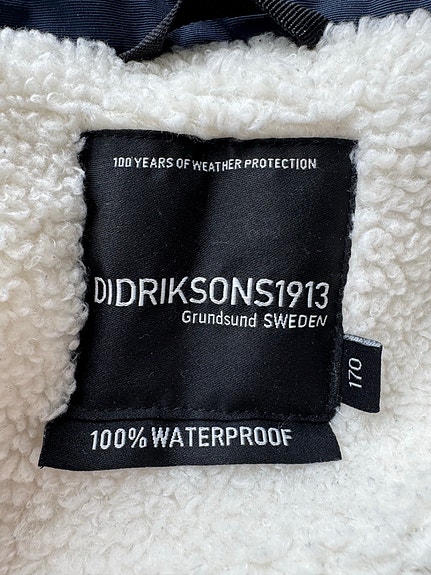 100 YEARS OF WEATHER PROTECTION
DIDRIKSONS1913
Grundsund SWEDEN
170
100% WATERPROOF